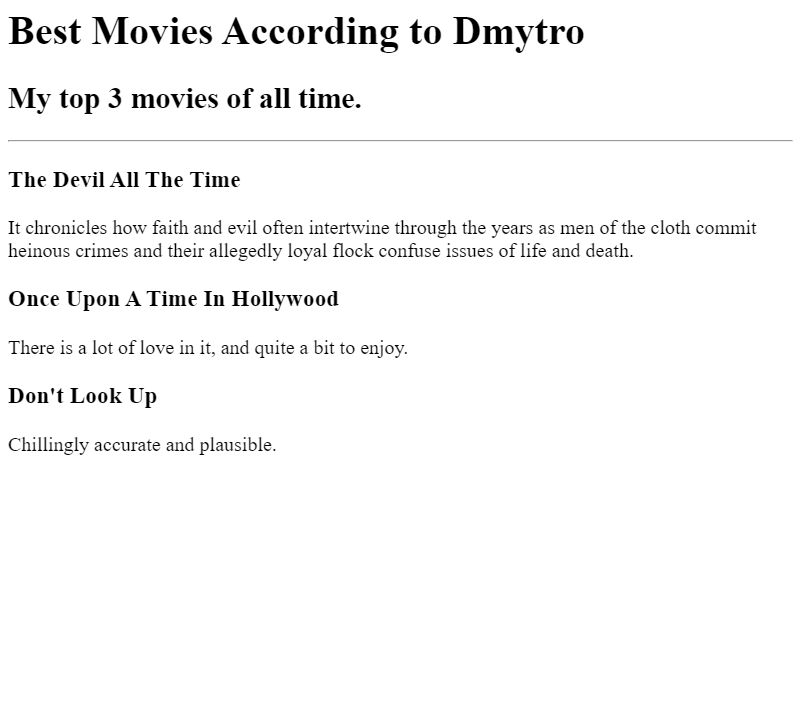 Best Movies According to Dmytro
My top 3 movies of all time.
The Devil All The Time
It chronicles how faith and evil often intertwine through the years as men of the cloth commit
heinous crimes and their allegedly loyal flock confuse issues of life and death.
Once Upon A Time In Hollywood
There is a lot of love in it, and quite a bit to enjoy.
Don't Look Up
Chillingly accurate and plausible.